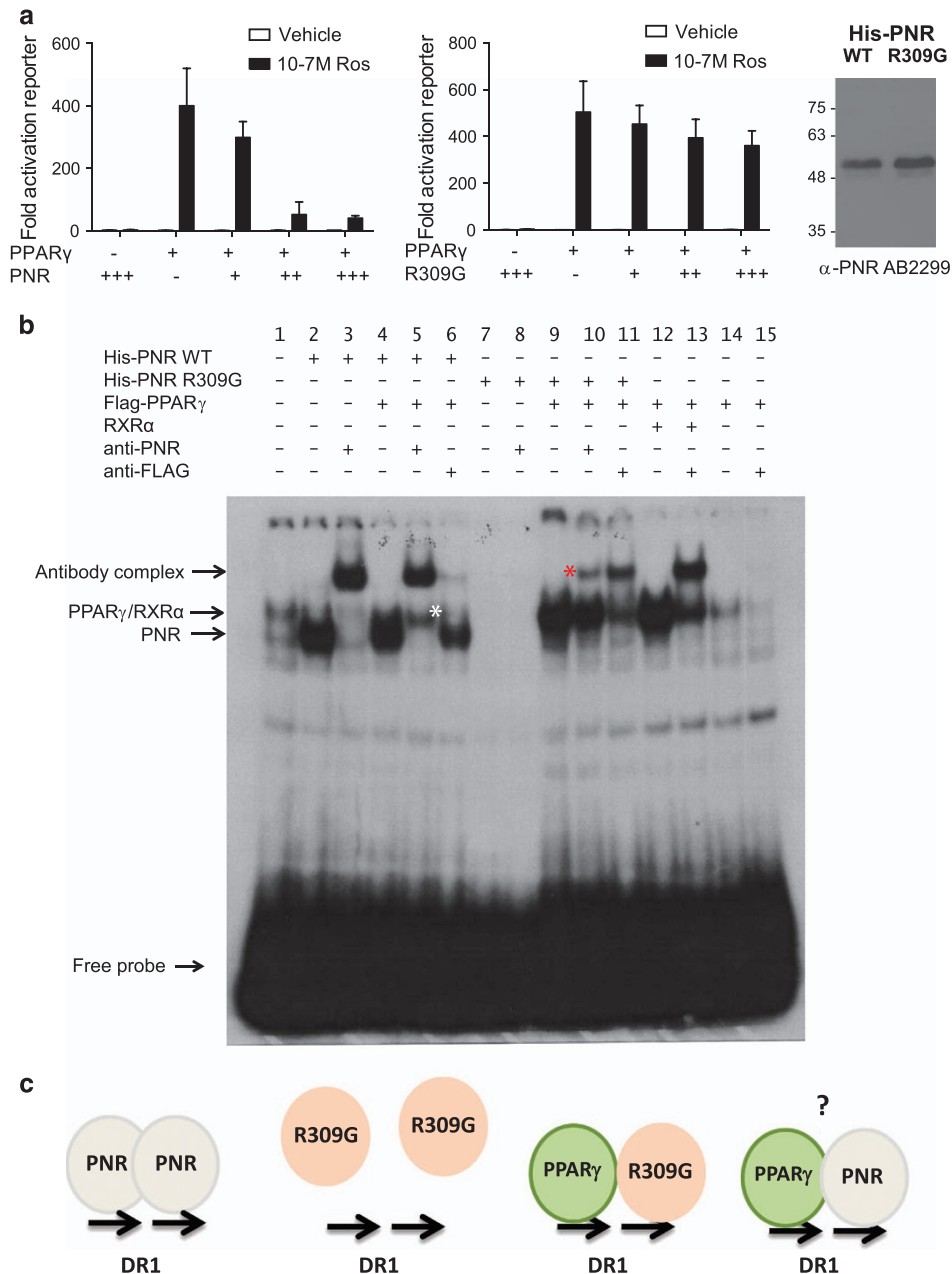 a
600
400
200
0
Fold activation reporter
Vehicle
10-7M Ros
PPARγ - + + + +
PNR +++ - + ++ +++
800
600
400
200
0
Fold activation reporter
Vehicle
10-7M Ros
PPARγ - + + + +
R309G +++ - + ++ +++
His-PNR
WT R309G
75
63
48
35
α-PNR AB2299
b
1 2 3 4 5 6 7 8 9 10 11 12 13 14 15
His-PNR WT – + + + + + – – – – – – – – –
His-PNR R309G – – – – – – + + + + + – – – –
Flag-PPARγ – – – + + + – – + + + + + + +
RXRα – – – – – – – – – – – + + – –
anti-PNR – – + – + – – + – + – – – – –
anti-FLAG – – – – – + – – – – + – + – +
Antibody complex
PPARγ/RXRα
PNR
*
*
Free probe
c
PNR PNR
DR1
R309G R309G
DR1
PPARγ R309G
DR1
?
PPARγ PNR
DR1